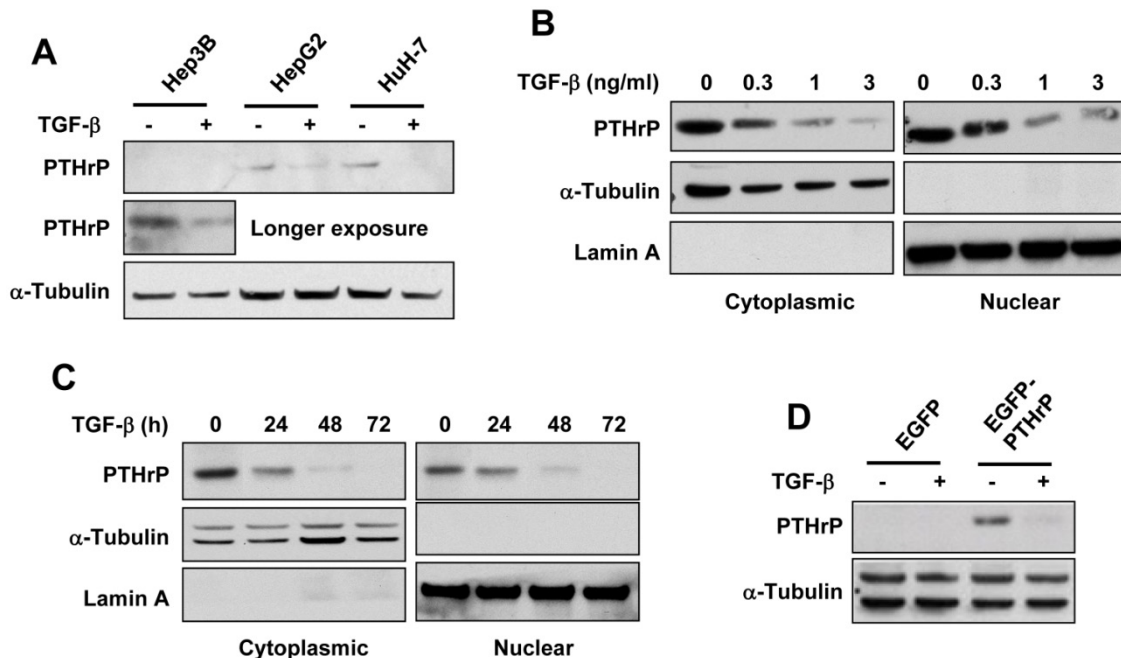 A
Hep3B HepG2 HuH-7
TGF-β - + - + - +
PTHrP
PTHrP Longer exposure
α-Tubulin
B
TGF-β (ng/ml) 0 0.3 1 3 0 0.3 1 3
PTHrP
α-Tubulin
Lamin A
Cytoplasmic Nuclear
C
TGF-β (h) 0 24 48 72 0 24 48 72
PTHrP
α-Tubulin
Lamin A
Cytoplasmic Nuclear
D
EGFP EGFP-
PTHrP
TGF-β - + - +
PTHrP
α-Tubulin